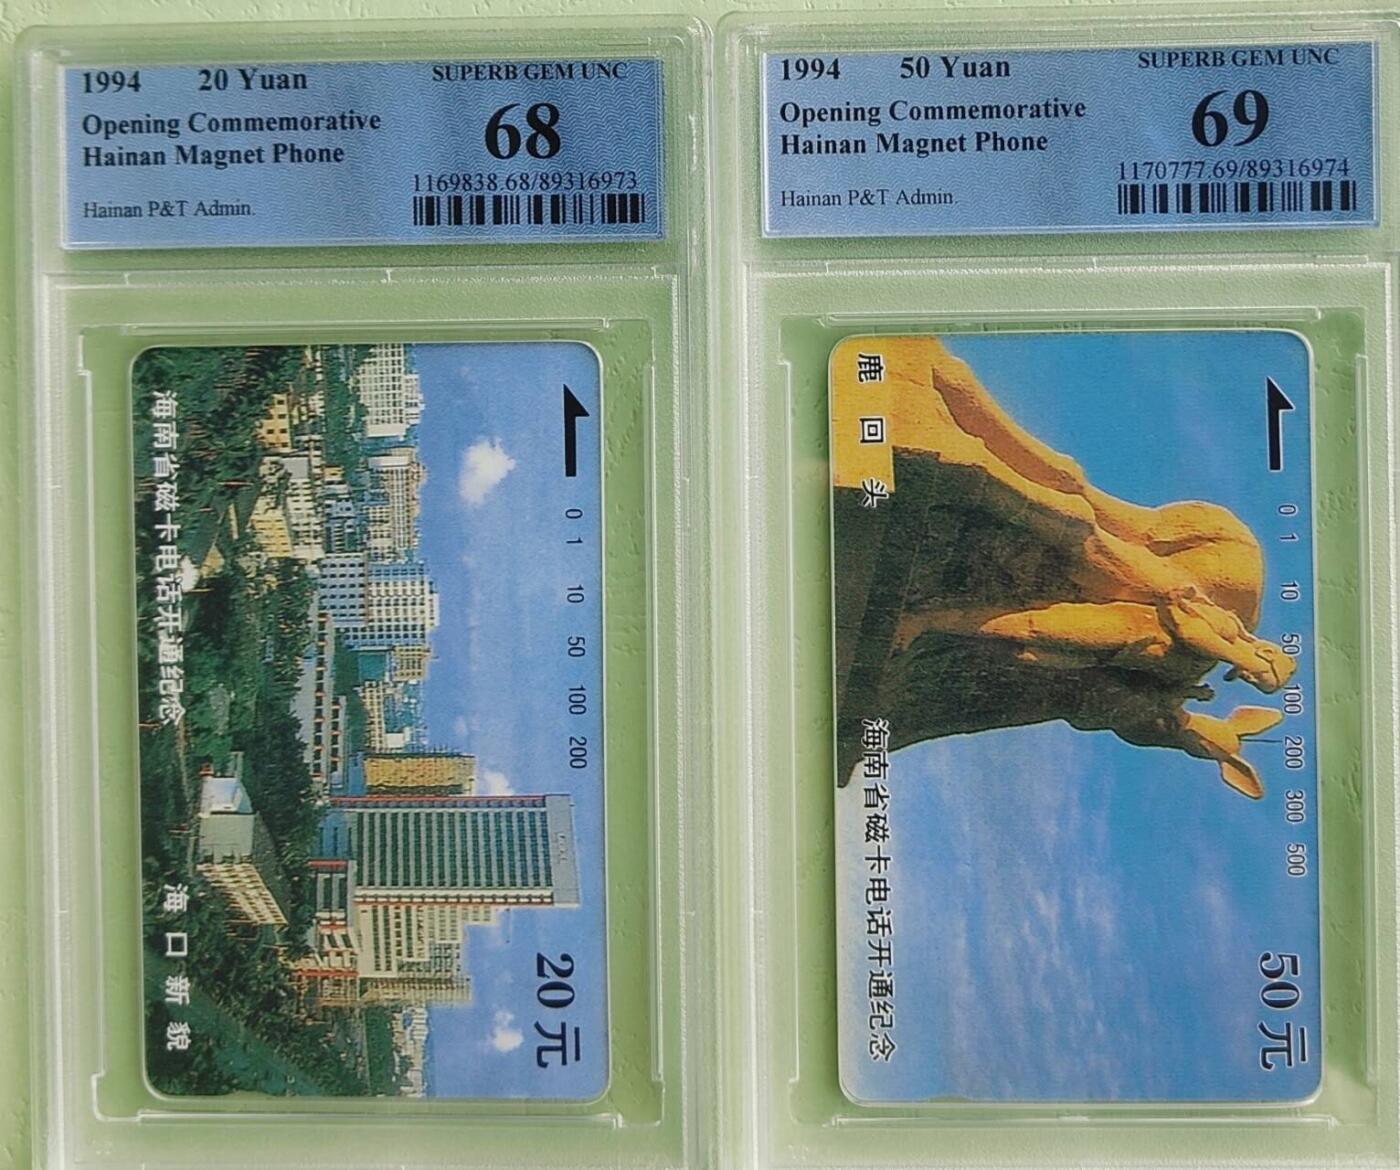 1994 20 Yuan
SUPERB GEM UNC
68
Opening Commemorative
Hainan Magnet Phone
1169838.68/89316973
Hainan P&T Admin.
海南省磁卡电话开通纪念
海口新貌
0 1 10 50 100 200
20元
1994 50 Yuan
SUPERB GEM UNC
69
Opening Commemorative
Hainan Magnet Phone
1170777.69/89316974
Hainan P&T Admin.
鹿回头
海南省磁卡电话开通纪念
0 1 10 50 100 200 300 500
50元